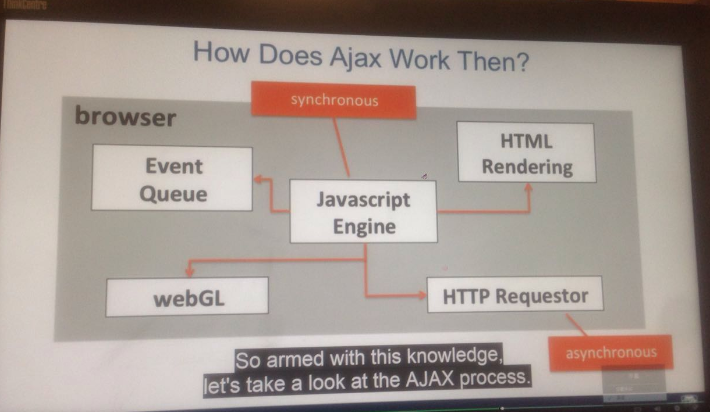 ThinkCentre
How Does Ajax Work Then?
synchronous
browser
HTML
Rendering
Event
Queue
Javascript
Engine
webGL
HTTP Requestor
asynchronous
So armed with this knowledge,
let's take a look at the AJAX process.